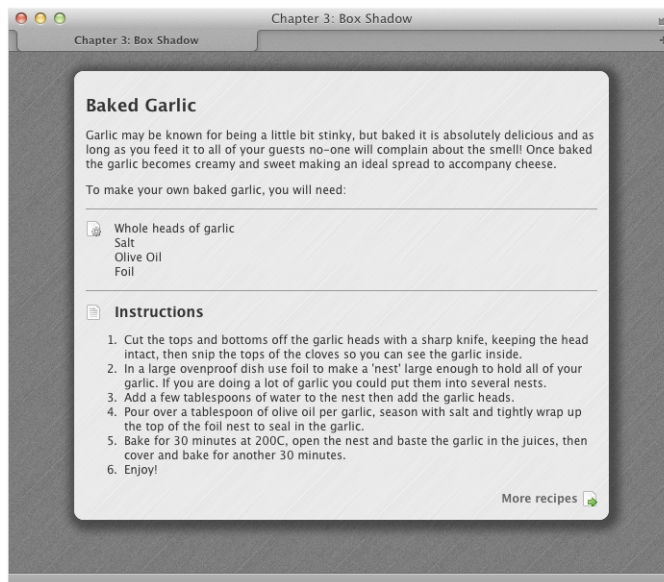 Chapter 3: Box Shadow
Chapter 3: Box Shadow
Baked Garlic
Garlic may be known for being a little bit stinky, but baked it is absolutely delicious and as
long as you feed it to all of your guests no-one will complain about the smell! Once baked
the garlic becomes creamy and sweet making an ideal spread to accompany cheese.
To make your own baked garlic, you will need:
Whole heads of garlic
Salt
Olive Oil
Foil
Instructions
1. Cut the tops and bottoms off the garlic heads with a sharp knife, keeping the head
intact, then snip the tops of the cloves so you can see the garlic inside.
2. In a large ovenproof dish use foil to make a 'nest' large enough to hold all of your
garlic. If you are doing a lot of garlic you could put them into several nests.
3. Add a few tablespoons of water to the nest then add the garlic heads.
4. Pour over a tablespoon of olive oil per garlic, season with salt and tightly wrap up
the top of the foil nest to seal in the garlic.
5. Bake for 30 minutes at 200C, open the nest and baste the garlic in the juices, then
cover and bake for another 30 minutes.
6. Enjoy!
More recipes